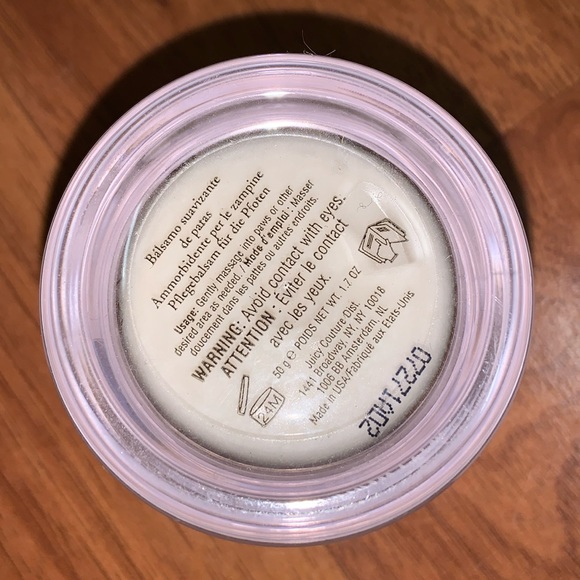 Bálsamo suavizante
de patas
Ammorbidente per le zampine
Pflegebalsam für die Pfoten
Usage: Gently massage into paws or other
desired area as needed. / Mode d'emploi: Masser
doucement dans les pattes ou autres endroits.
WARNING: Avoid contact with eyes.
ATTENTION : Éviter le contact
avec les yeux.
50 g e POIDS NET WT. 1.7 OZ
Juicy Couture Dist.
1441 Broadway, NY, NY 10018
1006 BB Amsterdam, NL
Made in USA/Fabriqué aux États-Unis
24M
07271A02